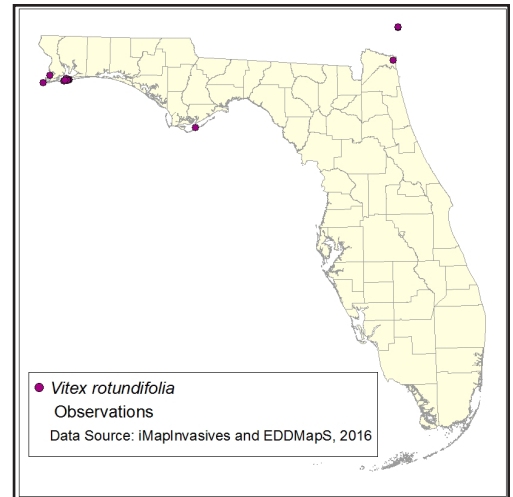 Vitex rotundifolia
Observations
Data Source: iMapInvasives and EDDMapS, 2016